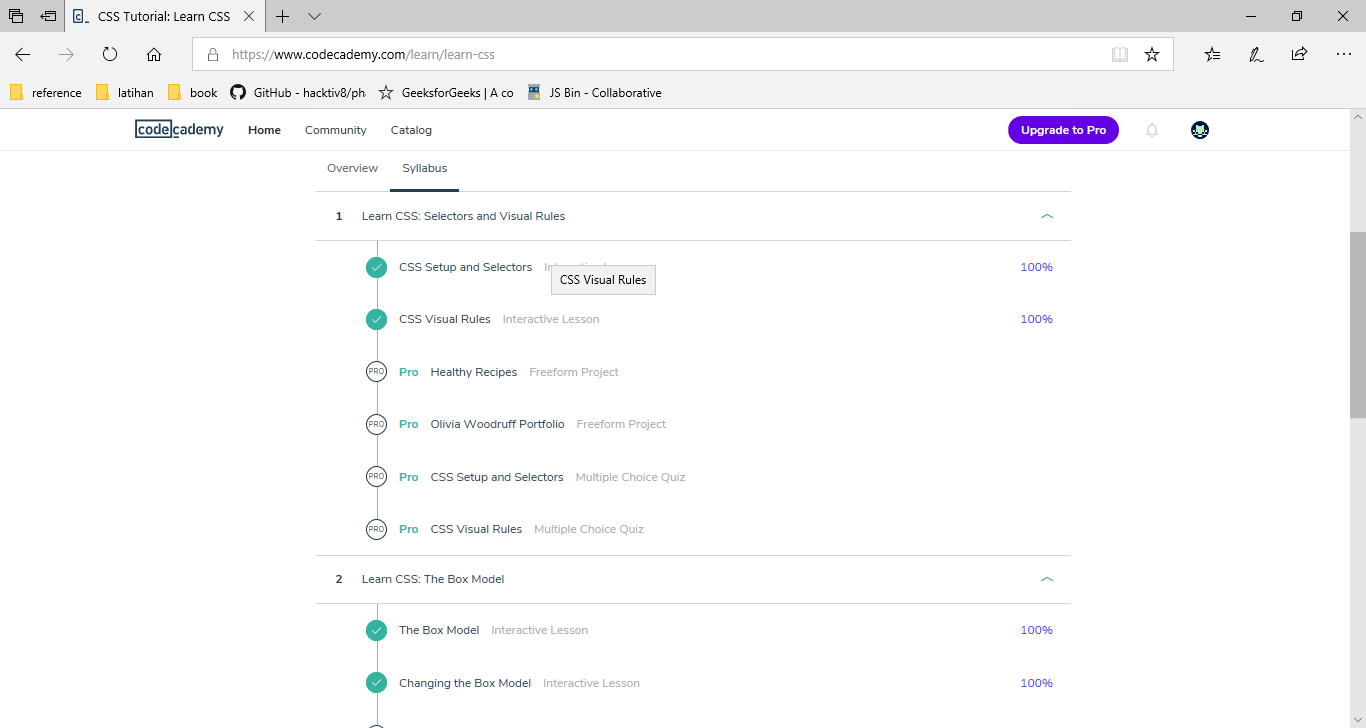 CSS Tutorial: Learn CSS
https://www.codecademy.com/learn/learn-css
reference latihan book GitHub - hacktiv8/ph GeeksforGeeks | A co JS Bin - Collaborative
codecademy Home Community Catalog Upgrade to Pro
Overview Syllabus
1 Learn CSS: Selectors and Visual Rules
CSS Setup and Selectors 100%
CSS Visual Rules
CSS Visual Rules Interactive Lesson 100%
PRO Pro Healthy Recipes Freeform Project
PRO Pro Olivia Woodruff Portfolio Freeform Project
PRO Pro CSS Setup and Selectors Multiple Choice Quiz
PRO Pro CSS Visual Rules Multiple Choice Quiz
2 Learn CSS: The Box Model
The Box Model Interactive Lesson 100%
Changing the Box Model Interactive Lesson 100%